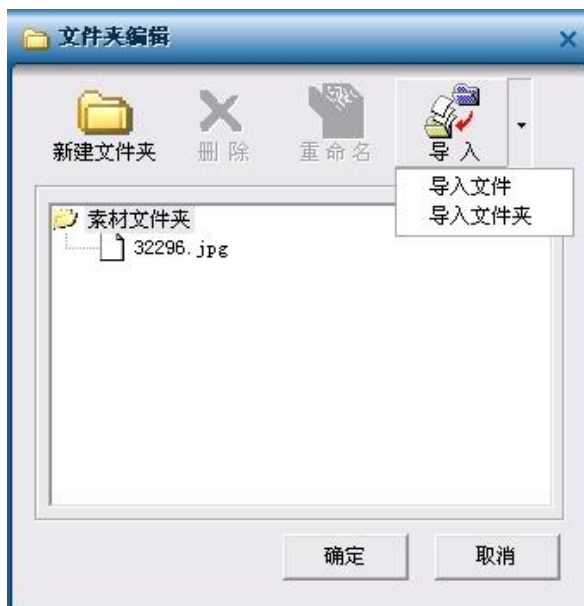 文件夹编辑
新建文件夹 删除 重命名 导入
导入文件
导入文件夹
素材文件夹
32296.jpg
确定 取消